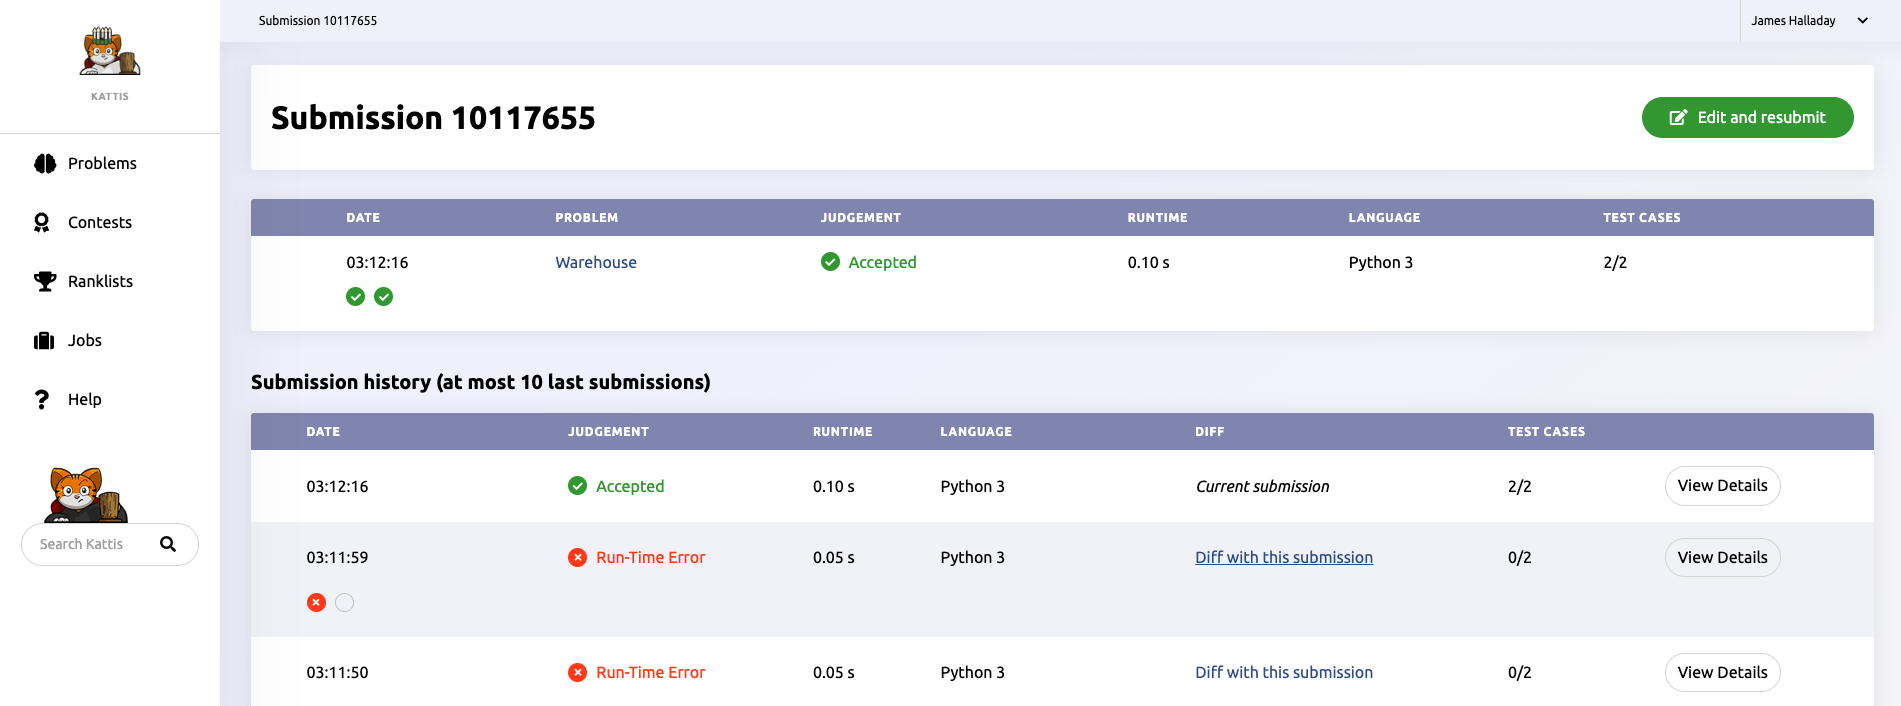 Submission 10117655
James Halladay
KATTIS
Problems
Contests
Ranklists
Jobs
Help
Search Kattis
Submission 10117655
Edit and resubmit
DATE PROBLEM JUDGEMENT RUNTIME LANGUAGE TEST CASES
03:12:16 Warehouse Accepted 0.10 s Python 3 2/2
Submission history (at most 10 last submissions)
DATE JUDGEMENT RUNTIME LANGUAGE DIFF TEST CASES
03:12:16 Accepted 0.10 s Python 3 Current submission 2/2 View Details
03:11:59 Run-Time Error 0.05 s Python 3 Diff with this submission 0/2 View Details
03:11:50 Run-Time Error 0.05 s Python 3 Diff with this submission 0/2 View Details